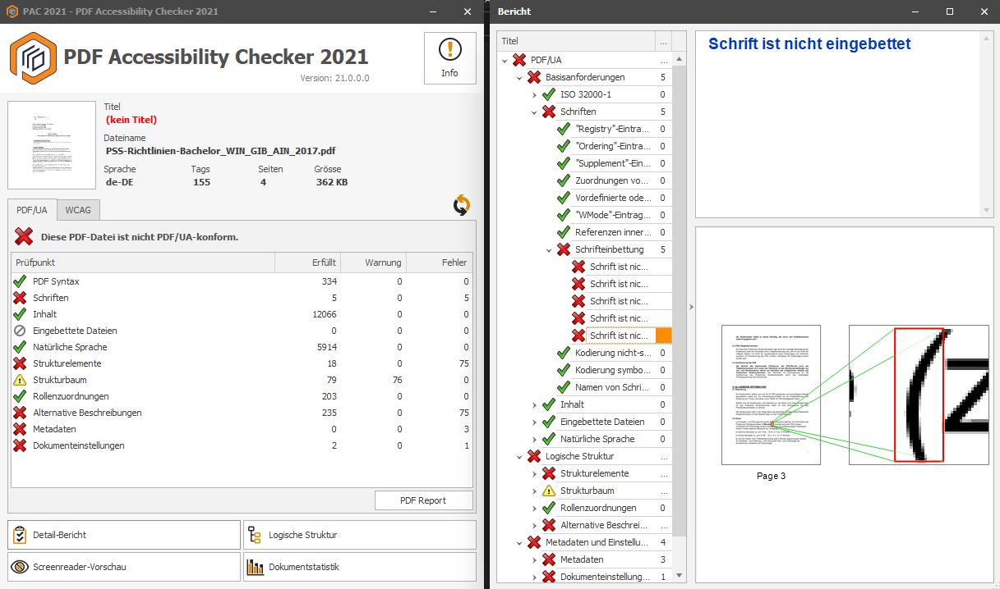 PAC 2021 - PDF Accessibility Checker 2021
PDF Accessibility Checker 2021
Version: 21.0.0.0
Info
Titel
(kein Titel)
Dateiname
PSS-Richtlinien-Bachelor_WIN_GIB_AIN_2017.pdf
Sprache Tags Seiten Grösse
de-DE 155 4 362 KB
PDF/UA WCAG
Diese PDF-Datei ist nicht PDF/UA-konform.
Prüfpunkt Erfüllt Warnung Fehler
PDF Syntax 334 0 0
Schriften 5 0 5
Inhalt 12066 0 0
Eingebettete Dateien 0 0 0
Natürliche Sprache 5914 0 0
Strukturelemente 18 0 75
Strukturbaum 79 76 0
Rollenzuordnungen 203 0 0
Alternative Beschreibungen 235 0 75
Metadaten 0 0 3
Dokumenteinstellungen 2 0 1
PDF Report
Detail-Bericht
Logische Struktur
Screenreader-Vorschau
Dokumentstatistik
Bericht
Titel ...
PDF/UA ...
Basisanforderungen 5
ISO 32000-1 0
Schriften 5
"Registry"-Eintra... 0
"Ordering"-Eintra... 0
"Supplement"-Ein... 0
Zuordnungen vo... 0
Vordefinierte ode... 0
"WMode"-Eintrag... 0
Referenzen inner... 0
Schrifteinbettung 5
Schrift ist nic...
Schrift ist nic...
Schrift ist nic...
Schrift ist nic...
Schrift ist nic...
Kodierung nicht-s... 0
Kodierung symbo... 0
Namen von Schri... 0
Inhalt 0
Eingebettete Dateien 0
Natürliche Sprache 0
Logische Struktur ...
Strukturelemente ...
Strukturbaum ...
Rollenzuordnungen 0
Alternative Beschrei... ...
Metadaten und Einstellu... 4
Metadaten 3
Dokumenteinstellung... 1
Schrift ist nicht eingebettet
Page 3